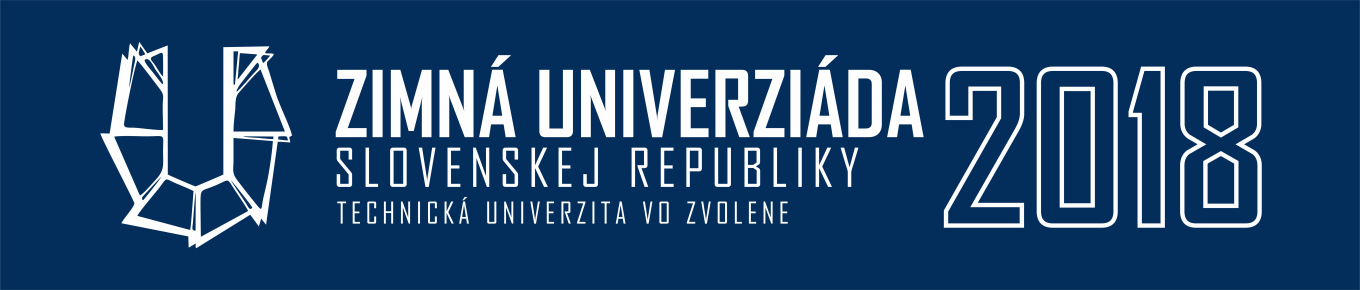 ZIMNÁ UNIVERZIÁDA 2018
SLOVENSKEJ REPUBLIKY
TECHNICKÁ UNIVERZITA VO ZVOLENE